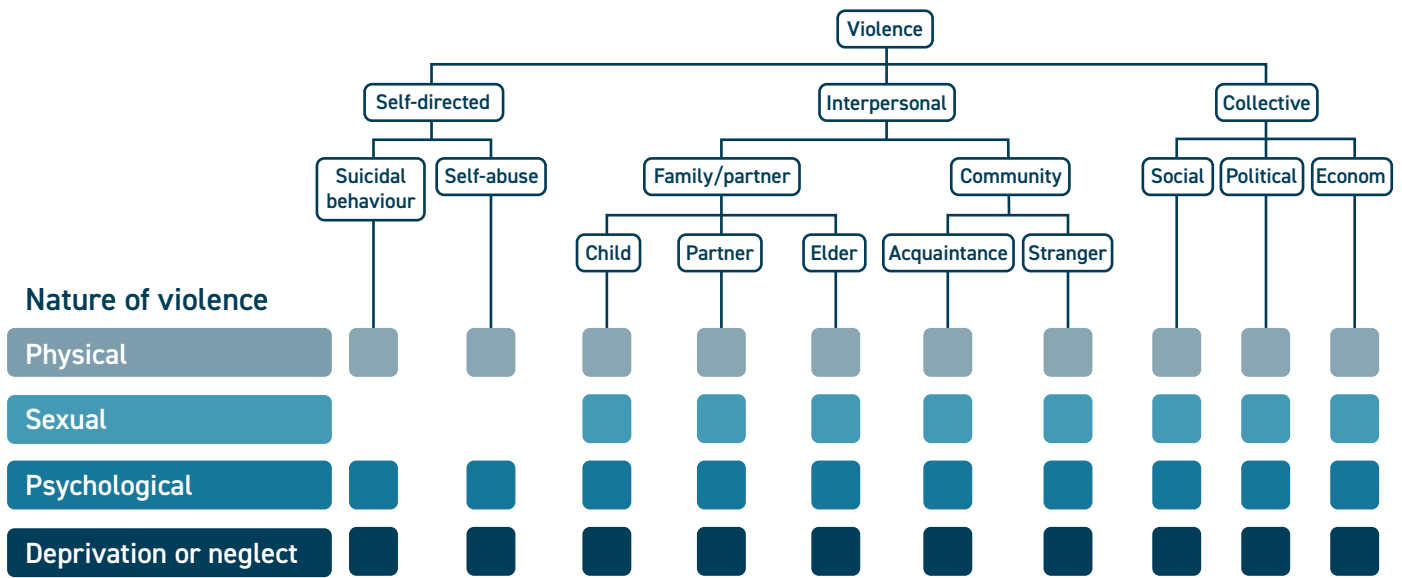 Violence
Self-directed
Interpersonal
Collective
Suicidal
behaviour
Self-abuse
Family/partner
Community
Social
Political
Econom
Child
Partner
Elder
Acquaintance
Stranger
Nature of violence
Physical
Sexual
Psychological
Deprivation or neglect